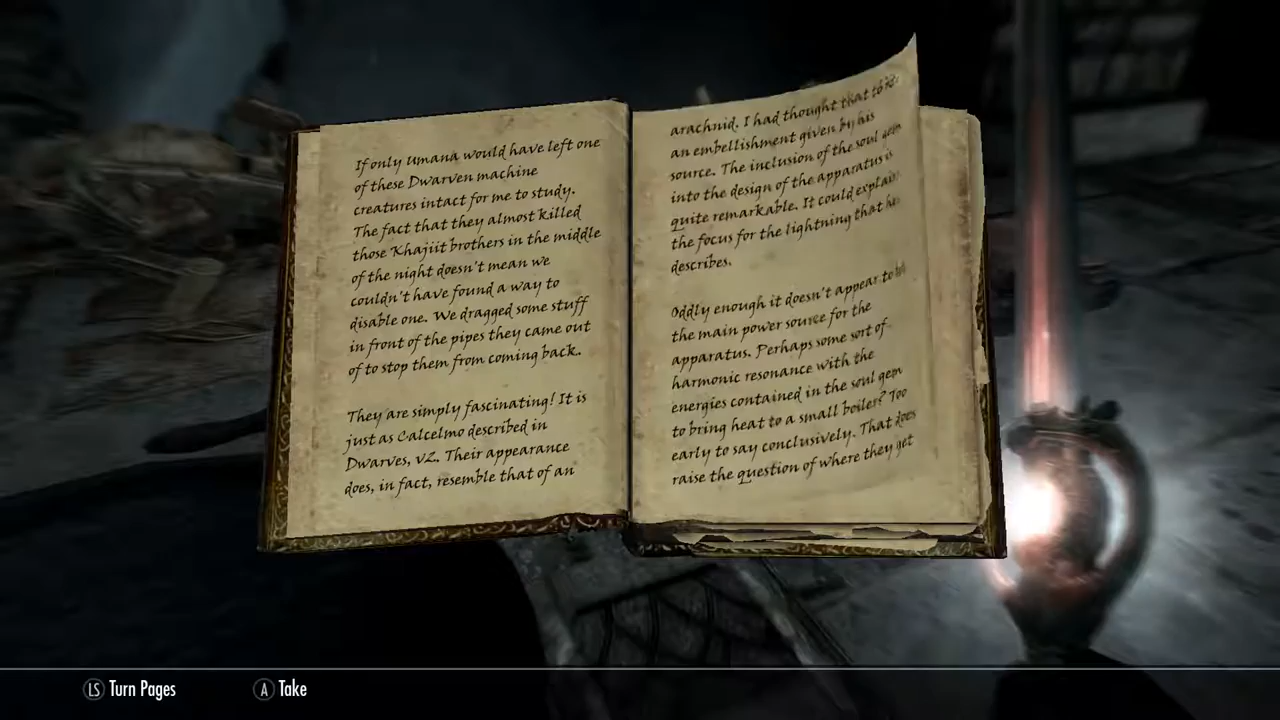 If only Umana would have left one
of these Dwarven machine
creatures intact for me to study.
The fact that they almost killed
those Khajiit brothers in the middle
of the night doesn't mean we
couldn't have found a way to
disable one. We dragged some stuff
in front of the pipes they came out
of to stop them from coming back.
They are simply fascinating! It is
just as Calcelmo described in
Dwarves, v2. Their appearance
does, in fact, resemble that of an
arachnid. I had thought that to be
an embellishment given by his
source. The inclusion of the soul gem
into the design of the apparatus is
quite remarkable. It could explain
the focus for the lightning that he
describes.
Oddly enough it doesn't appear to be
the main power source for the
apparatus. Perhaps some sort of
harmonic resonance with the
energies contained in the soul gem
to bring heat to a small boiler? Too
early to say conclusively. That does
raise the question of where they get
LS Turn Pages
A Take